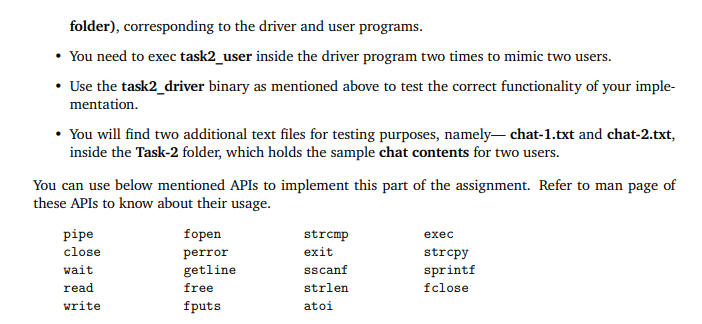 folder), corresponding to the driver and user programs.
• You need to exec task2_user inside the driver program two times to mimic two users.
• Use the task2_driver binary as mentioned above to test the correct functionality of your imple-
mentation.
• You will find two additional text files for testing purposes, namely— chat-1.txt and chat-2.txt,
inside the Task-2 folder, which holds the sample chat contents for two users.
You can use below mentioned APIs to implement this part of the assignment. Refer to man page of
these APIs to know about their usage.
pipe fopen strcmp exec
close perror exit strcpy
wait getline sscanf sprintf
read free strlen fclose
write fputs atoi